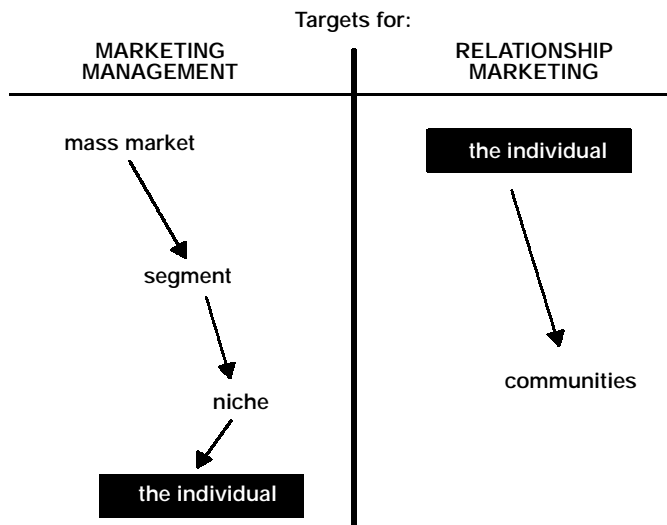 Targets for:
MARKETING
MANAGEMENT
RELATIONSHIP
MARKETING
mass market
segment
niche
the individual
the individual
communities